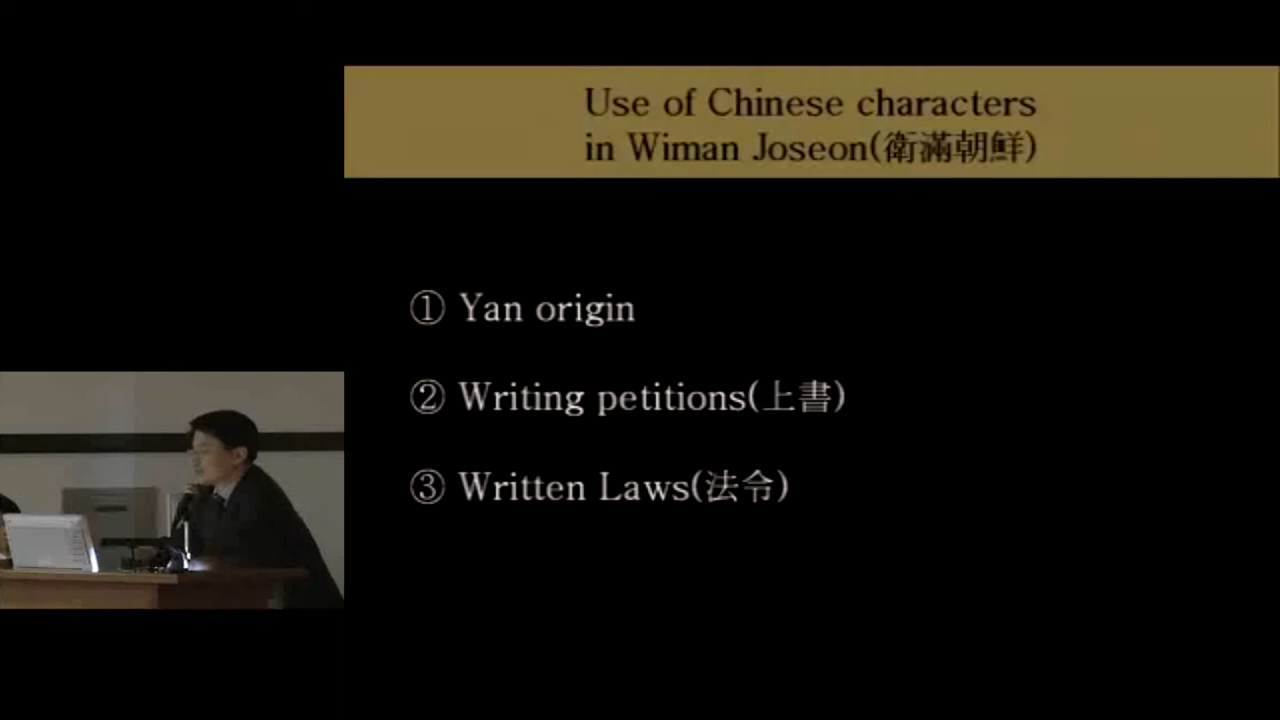 Use of Chinese characters
in Wiman Joseon(衛滿朝鮮)
① Yan origin
② Writing petitions(上書)
③ Written Laws(法令)